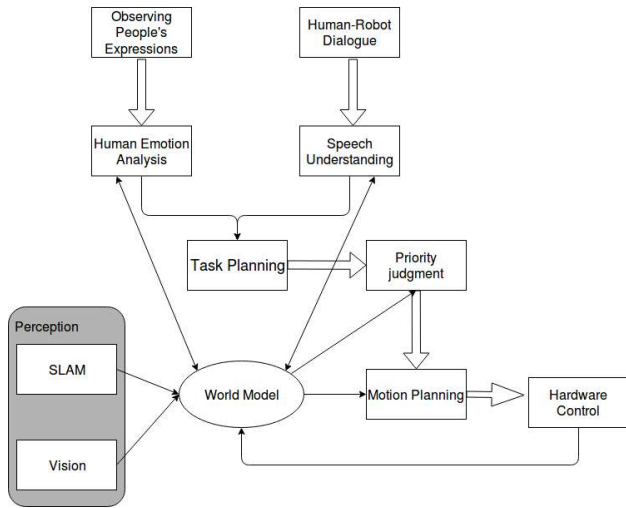 Observing
People's
Expressions
Human-Robot
Dialogue
Human Emotion
Analysis
Speech
Understanding
Task Planning
Priority
judgment
Perception
SLAM
World Model
Motion Planning
Hardware
Control
Vision